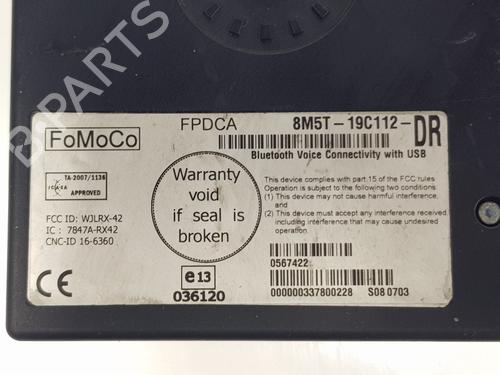 FoMoCo
FPDCA
8M5T-19C112-DR
Bluetooth Voice Connectivity with USB
TA-2007/1136
APPROVED
FCC ID: WJLRX-42
IC : 7847A-RX42
CNC-ID 16-6360
Warranty
void
if seal is
broken
This device complies with part 15 of the FCC rules
Operation is subject to the following two conditions
(1) This device may not cause harmful interference,
and
(2) This device must accept any interference received,
including interference that may cause undesired
operation
CE
e13
036120
0567422
000000337800228 S08 0703
B-PARTS